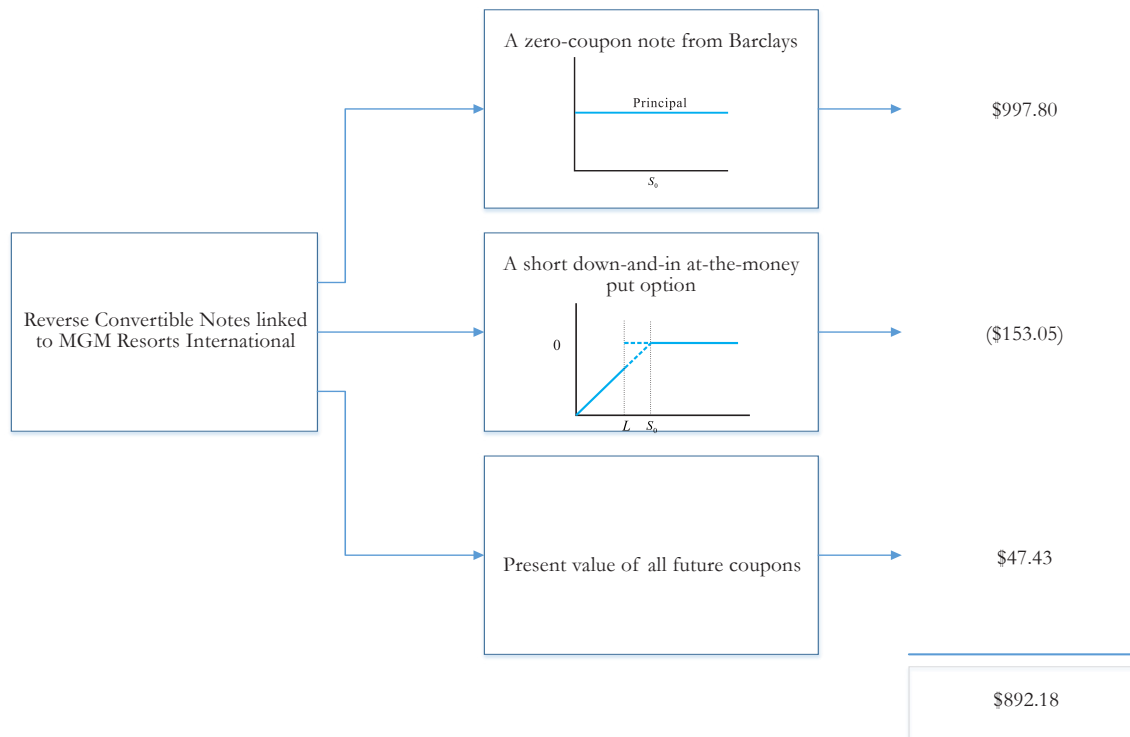 A zero-coupon note from Barclays
Principal
S₀
$997.80
Reverse Convertible Notes linked
to MGM Resorts International
A short down-and-in at-the-money
put option
0
L
S₀
($153.05)
Present value of all future coupons
$47.43
$892.18